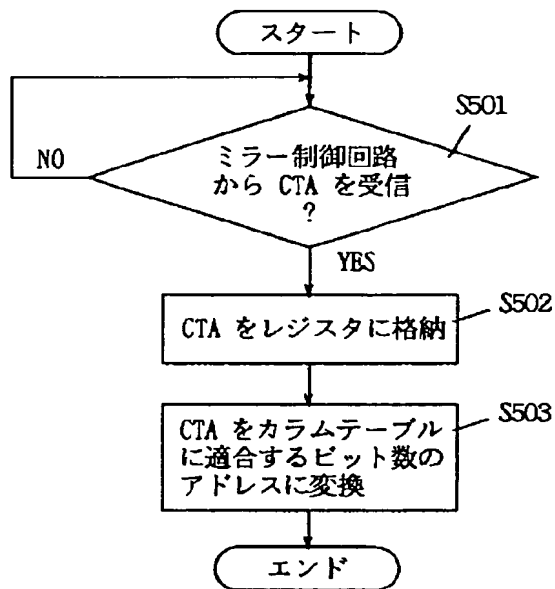 スタート
S501
ミラー制御回路
から CTA を受信
?
NO
YES
S502
CTA をレジスタに格納
S503
CTA をカラムテーブル
に適合するビット数の
アドレスに変換
エンド